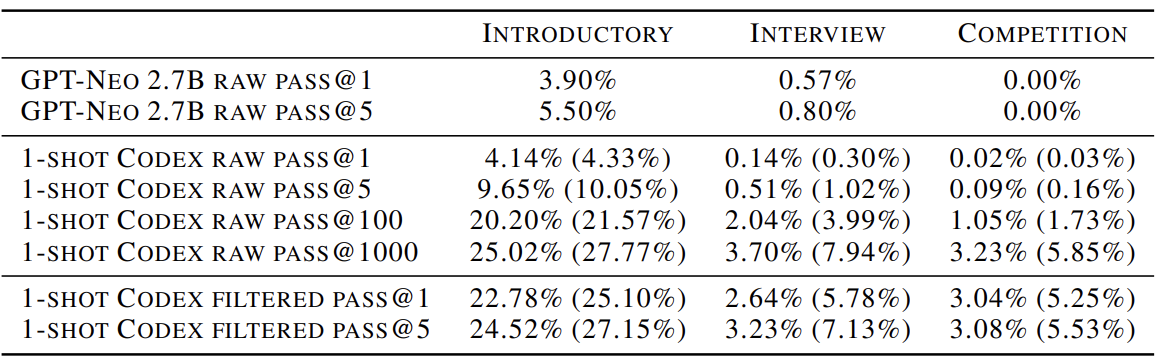 INTRODUCTORY INTERVIEW COMPETITION
GPT-NEO 2.7B RAW PASS@1 3.90% 0.57% 0.00%
GPT-NEO 2.7B RAW PASS@5 5.50% 0.80% 0.00%
1-SHOT CODEX RAW PASS@1 4.14% (4.33%) 0.14% (0.30%) 0.02% (0.03%)
1-SHOT CODEX RAW PASS@5 9.65% (10.05%) 0.51% (1.02%) 0.09% (0.16%)
1-SHOT CODEX RAW PASS@100 20.20% (21.57%) 2.04% (3.99%) 1.05% (1.73%)
1-SHOT CODEX RAW PASS@1000 25.02% (27.77%) 3.70% (7.94%) 3.23% (5.85%)
1-SHOT CODEX FILTERED PASS@1 22.78% (25.10%) 2.64% (5.78%) 3.04% (5.25%)
1-SHOT CODEX FILTERED PASS@5 24.52% (27.15%) 3.23% (7.13%) 3.08% (5.53%)